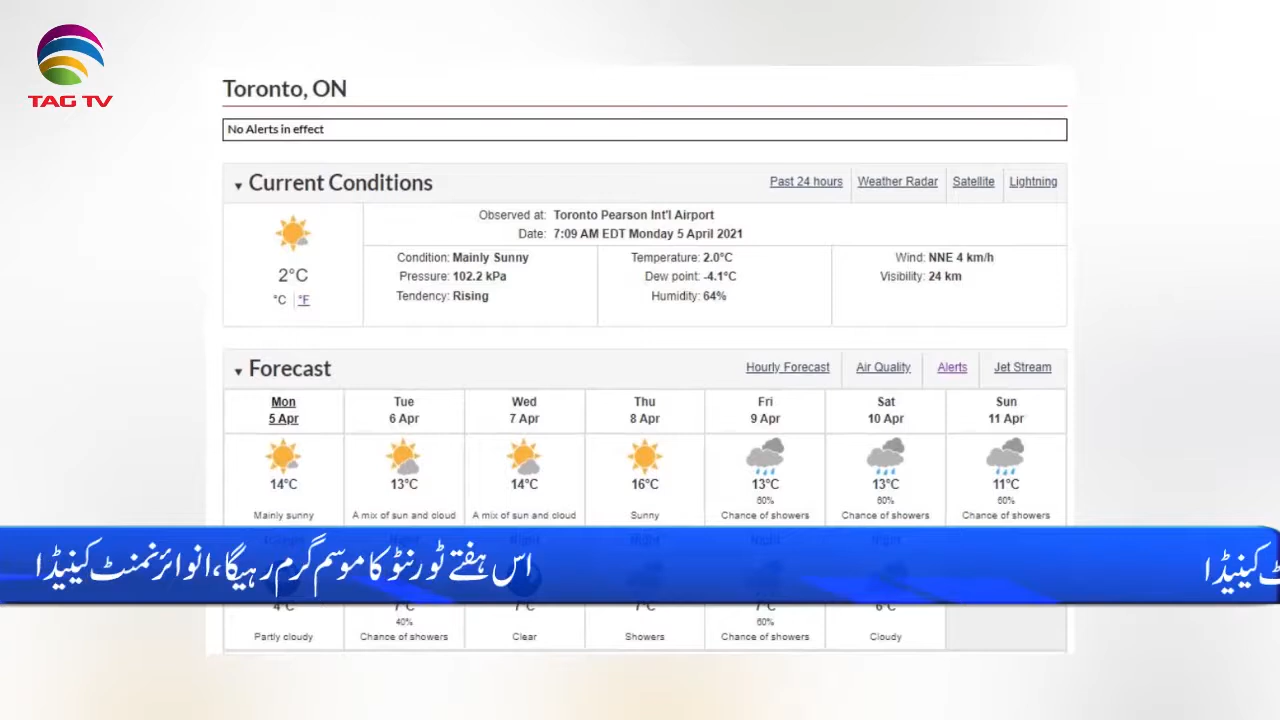 TAG TV
Toronto, ON
No Alerts in effect
Current Conditions
Past 24 hours Weather Radar Satellite Lightning
2°C
°C °F
Observed at: Toronto Pearson Int'l Airport
Date: 7:09 AM EDT Monday 5 April 2021
Condition: Mainly Sunny
Pressure: 102.2 kPa
Tendency: Rising
Temperature: 2.0°C
Dew point: -4.1°C
Humidity: 64%
Wind: NNE 4 km/h
Visibility: 24 km
Forecast
Hourly Forecast Air Quality Alerts Jet Stream
Mon Tue Wed Thu Fri Sat Sun
5 Apr 6 Apr 7 Apr 8 Apr 9 Apr 10 Apr 11 Apr
14°C 13°C 14°C 16°C 13°C 13°C 11°C
60% 60% 60%
Mainly sunny A mix of sun and cloud A mix of sun and cloud Sunny Chance of showers Chance of showers Chance of showers
اس ہفتے ٹورنٹو کا موسم گرم رہیگا، انوائرنمنٹ کینیڈا
کینیڈا
4°C 7°C 7°C 7°C 7°C 6°C
40% 60%
Partly cloudy Chance of showers Clear Showers Chance of showers Cloudy